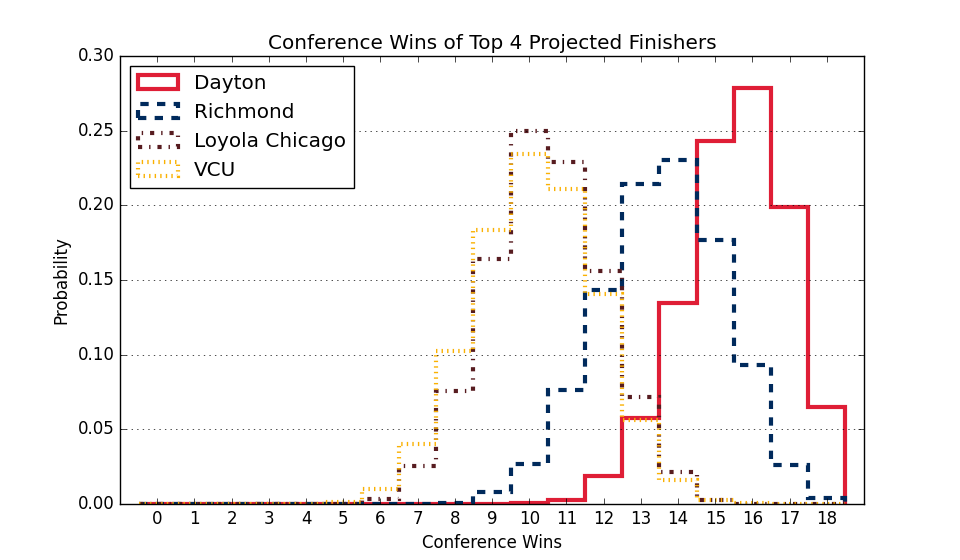 Conference Wins of Top 4 Projected Finishers
0.30
0.25
0.20
0.15
0.10
0.05
0.00
Probability
Dayton
Richmond
Loyola Chicago
VCU
0 1 2 3 4 5 6 7 8 9 10 11 12 13 14 15 16 17 18
Conference Wins